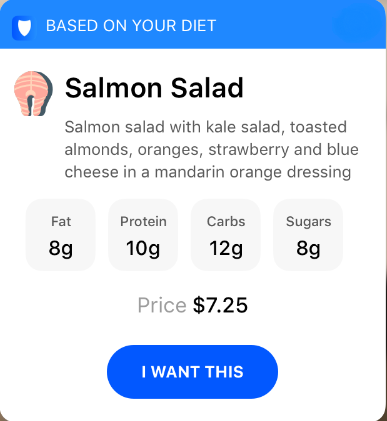 BASED ON YOUR DIET
Salmon Salad
Salmon salad with kale salad, toasted
almonds, oranges, strawberry and blue
cheese in a mandarin orange dressing
Fat Protein Carbs Sugars
8g 10g 12g 8g
Price $7.25
I WANT THIS